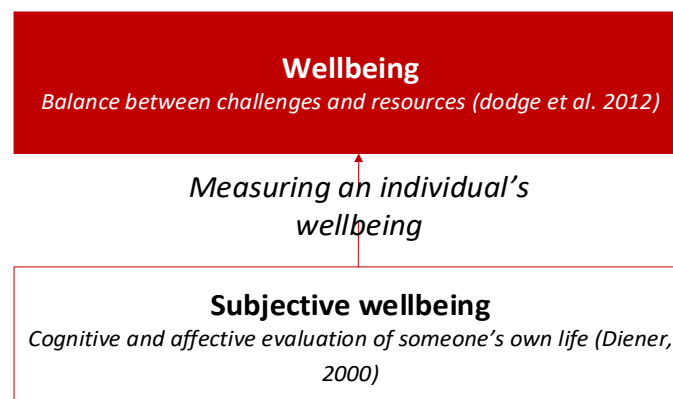 Wellbeing
Balance between challenges and resources (dodge et al. 2012)
Measuring an individual’s
wellbeing
Subjective wellbeing
Cognitive and affective evaluation of someone’s own life (Diener,
2000)